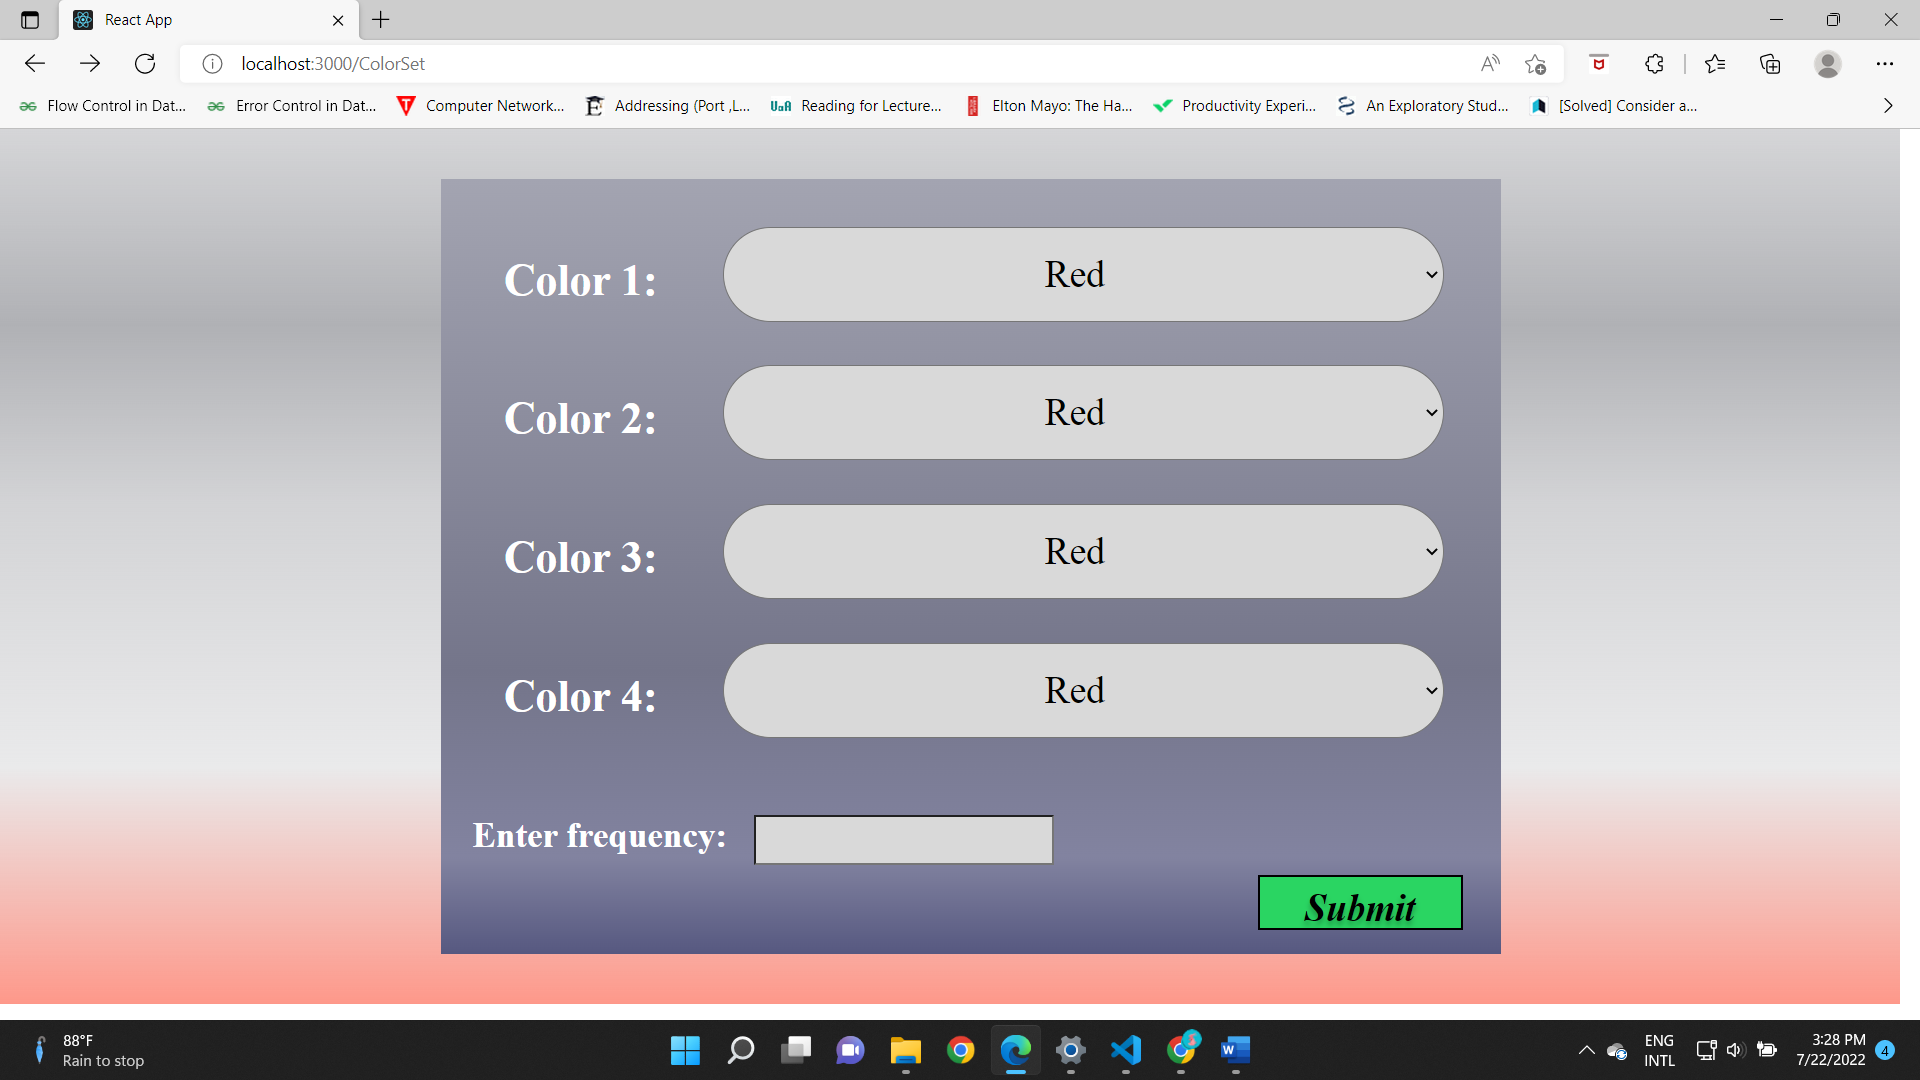 React App
localhost:3000/ColorSet
Flow Control in Dat... Error Control in Dat... Computer Network... Addressing (Port ,L... Reading for Lecture... Elton Mayo: The Ha... Productivity Experi... An Exploratory Stud... [Solved] Consider a...
Color 1: Red
Color 2: Red
Color 3: Red
Color 4: Red
Enter frequency:
Submit
88°F
Rain to stop
ENG
INTL
3:28 PM
7/22/2022
4